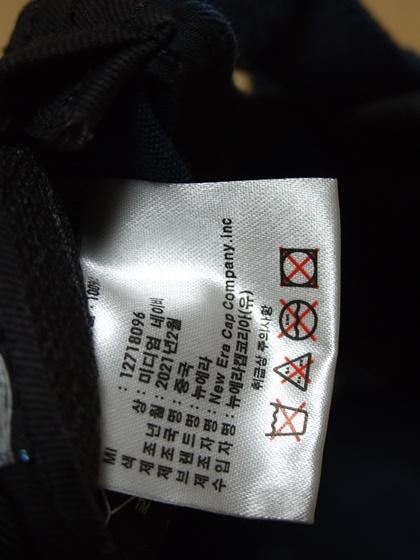 100%
MI : 12718096
색 상 : 미디엄 네이비
제조년월 : 2021년2월
제조국명 : 중국
브랜드명 : 뉴에라
제조자명 : New Era Cap Company.inc
수입자명 : 뉴에라캡코리아(유)
취급상 주의사항